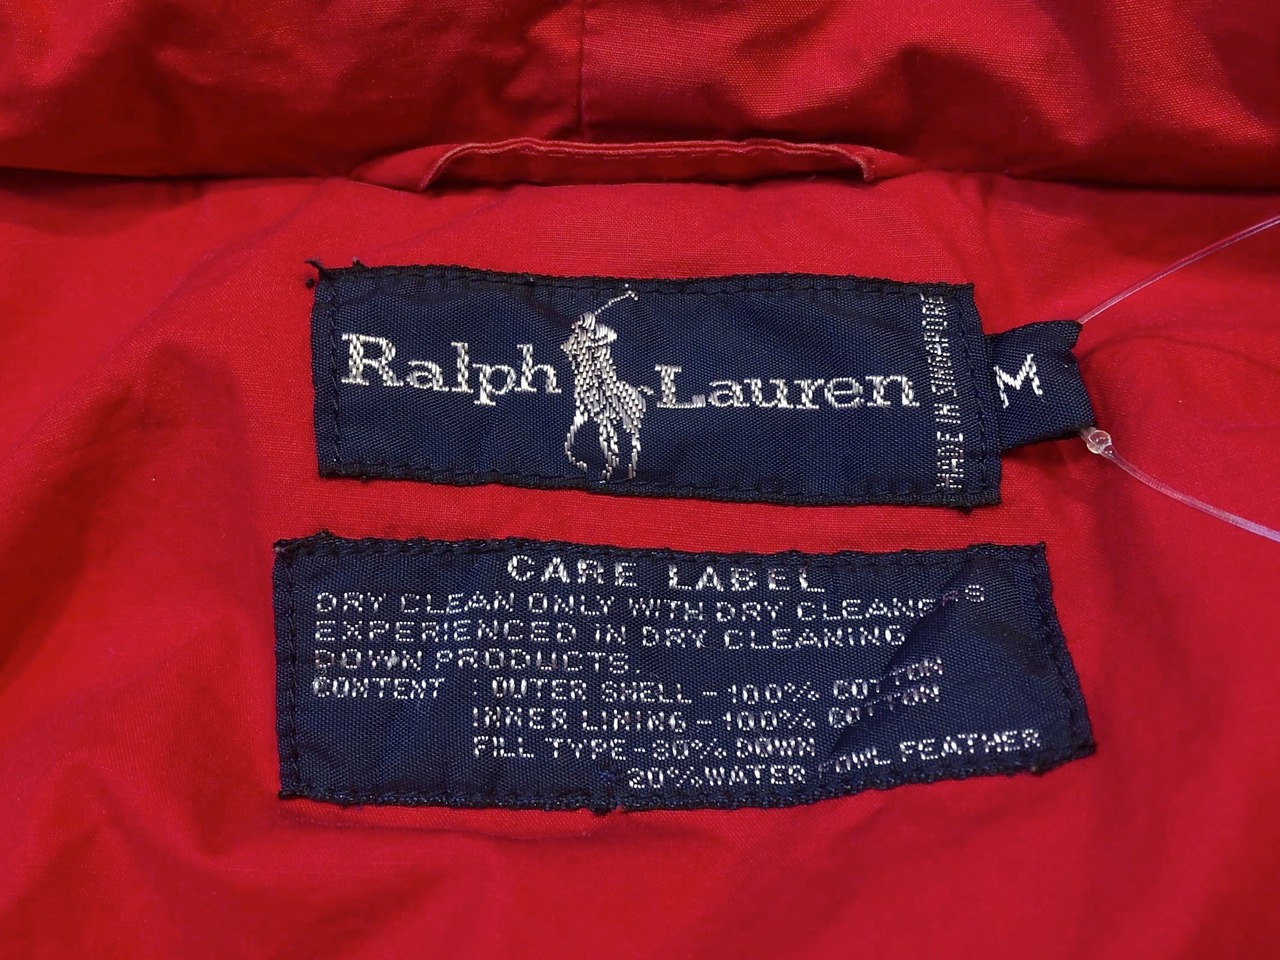 Ralph Lauren
MADE IN SINGAPORE
M
CARE LABEL
DRY CLEAN ONLY WITH DRY CLEANERS
EXPERIENCED IN DRY CLEANING
DOWN PRODUCTS.
CONTENT : OUTER SHELL - 100% COTTON
INNER LINING - 100% COTTON
FILL TYPE - 80% DOWN
20% WATER FOWL FEATHER